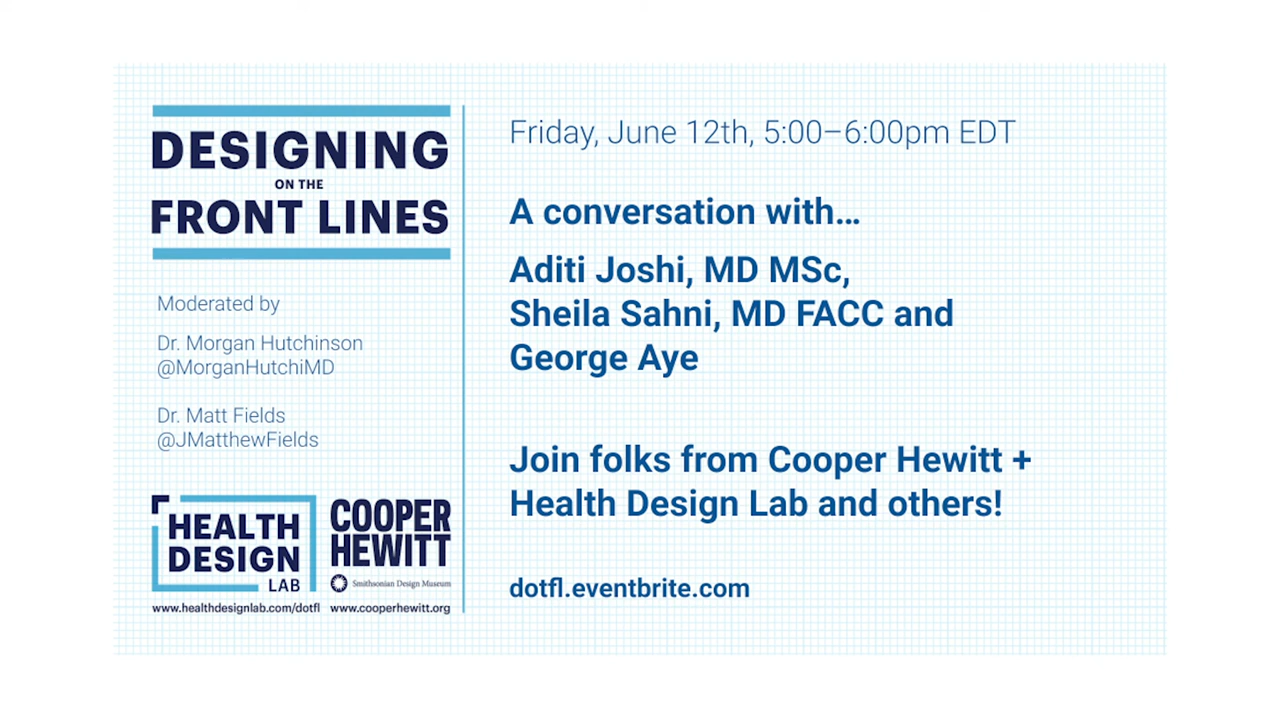 DESIGNING
ON THE
FRONT LINES
Moderated by
Dr. Morgan Hutchinson
@MorganHutchiMD
Dr. Matt Fields
@JMatthewFields
HEALTH
DESIGN
LAB
www.healthdesignlab.com/dotfl
COOPER
HEWITT
Smithsonian Design Museum
www.cooperhewitt.org
Friday, June 12th, 5:00–6:00pm EDT
A conversation with…
Aditi Joshi, MD MSc,
Sheila Sahni, MD FACC and
George Aye
Join folks from Cooper Hewitt +
Health Design Lab and others!
dotfl.eventbrite.com